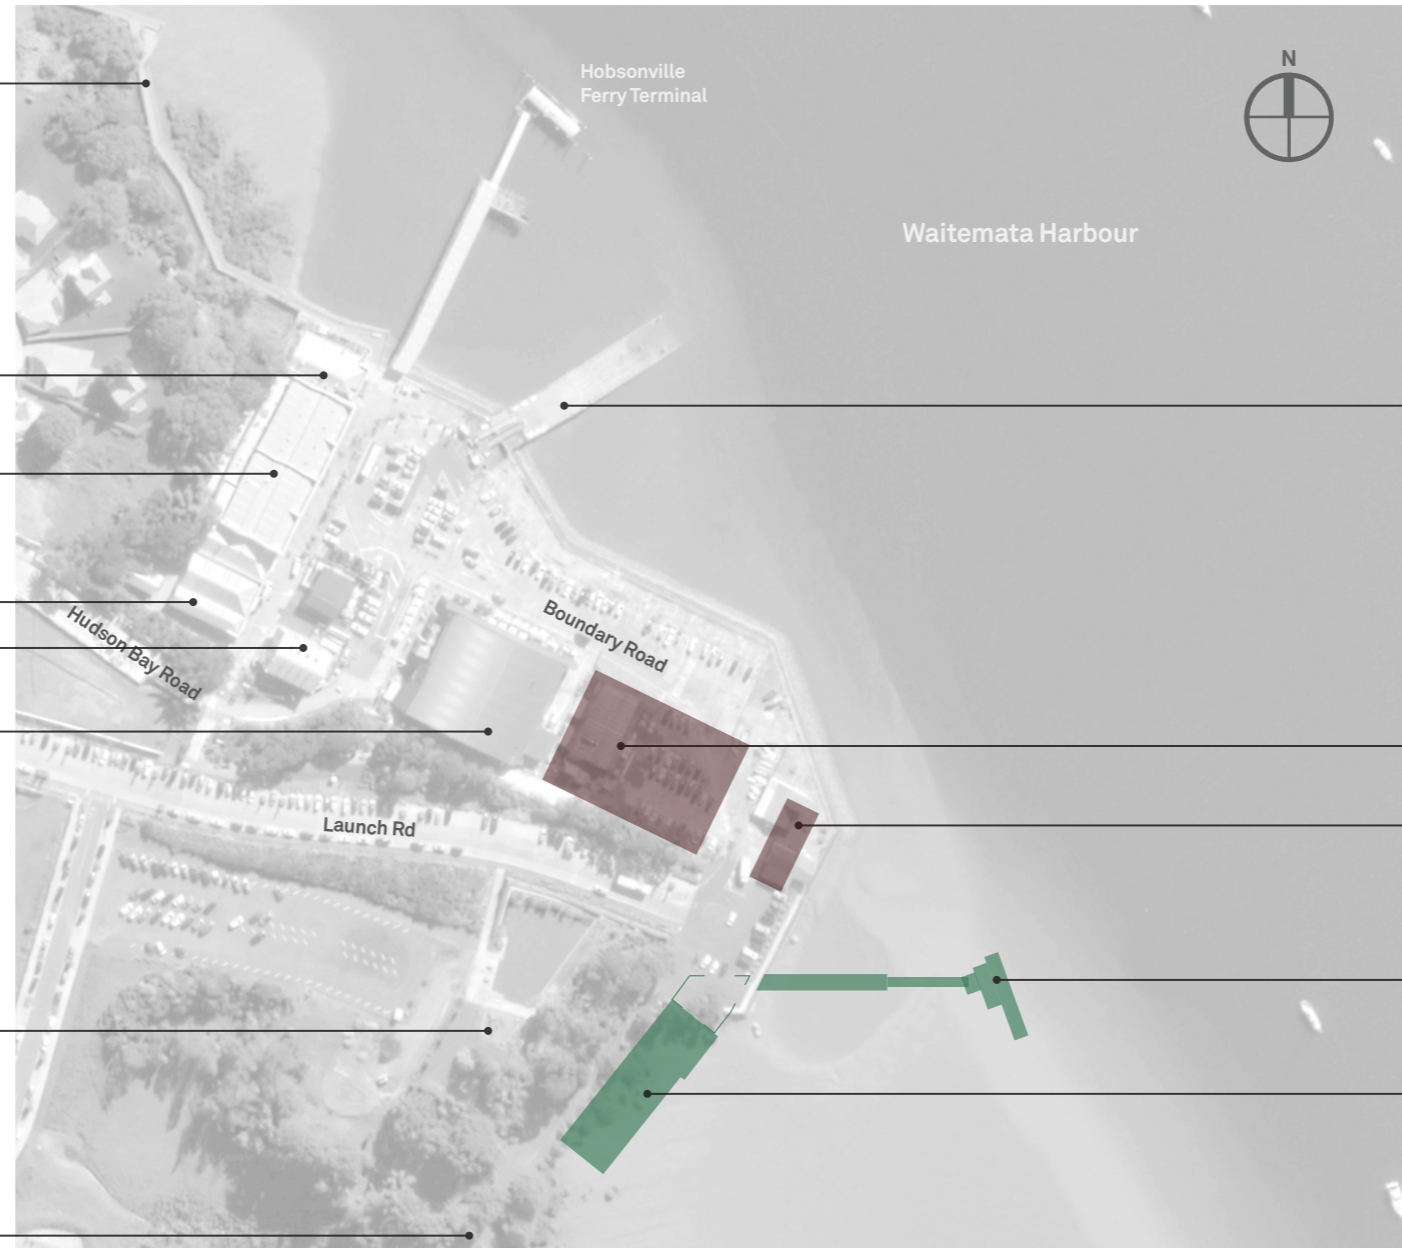 N
Hobsonville
Ferry Terminal
Waitemata Harbour
Boundary Road
Hudson Bay Road
Launch Rd